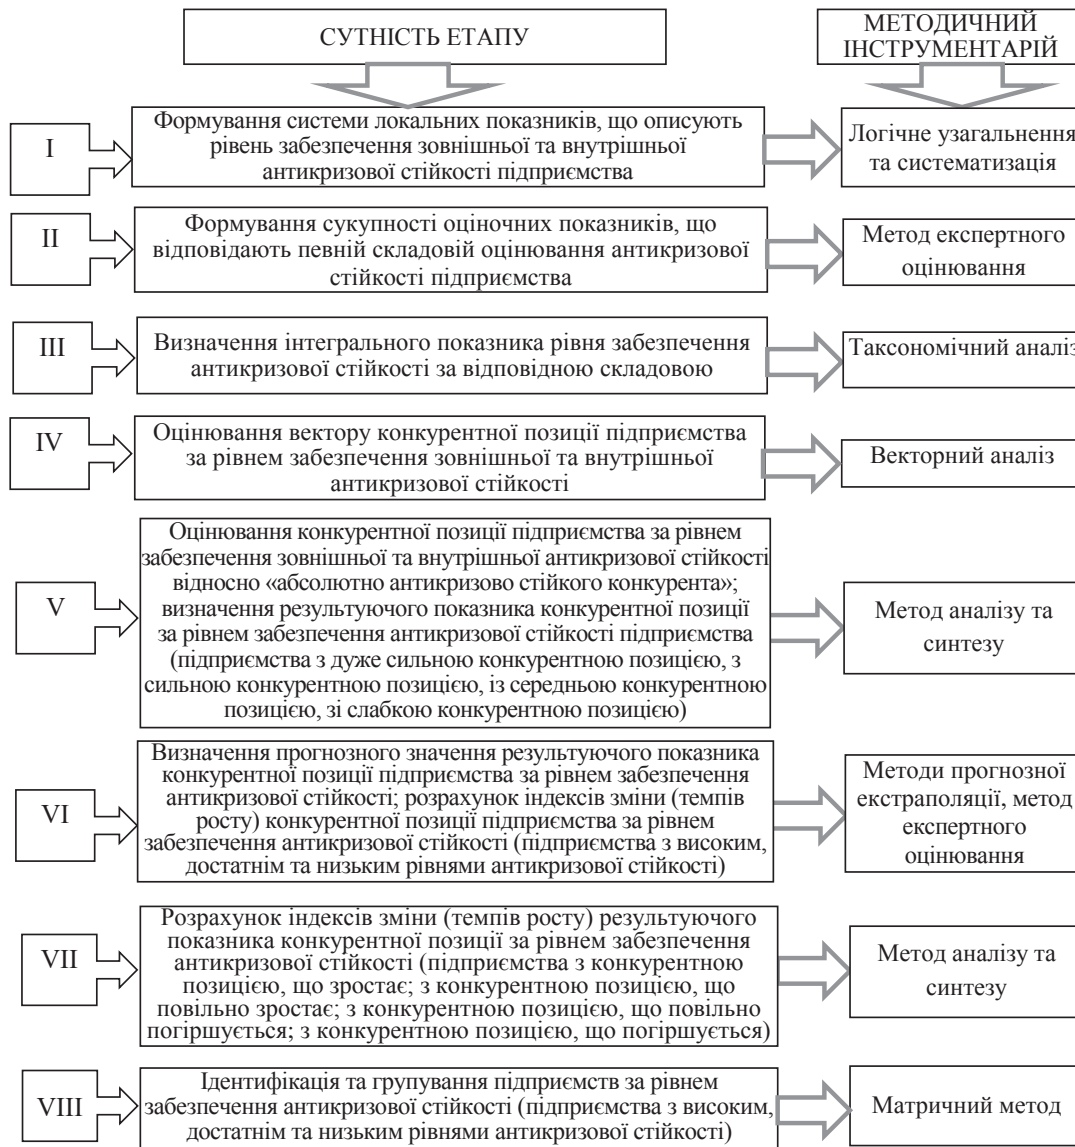 СУТНІСТЬ ЕТАПУ
МЕТОДИЧНИЙ
ІНСТРУМЕНТАРІЙ
I
Формування системи локальних показників, що описують
рівень забезпечення зовнішньої та внутрішньої
антикризової стійкості підприємства
Логічне узагальнення
та систематизація
II
Формування сукупності оціночних показників, що
відповідають певній складовій оцінювання антикризової
стійкості підприємства
Метод експертного
оцінювання
III
Визначення інтегрального показника рівня забезпечення
антикризової стійкості за відповідною складовою
Таксономічний аналіз
IV
Оцінювання вектору конкурентної позиції підприємства
за рівнем забезпечення зовнішньої та внутрішньої
антикризової стійкості
Векторний аналіз
V
Оцінювання конкурентної позиції підприємства за рівнем
забезпечення зовнішньої та внутрішньої антикризової стійкості
відносно «абсолютно антикризово стійкого конкурента»;
визначення результуючого показника конкурентної позиції
за рівнем забезпечення антикризової стійкості підприємства
(підприємства з дуже сильною конкурентною позицією, з
сильною конкурентною позицією, із середньою конкурентною
позицією, зі слабкою конкурентною позицією)
Метод аналізу та
синтезу
VI
Визначення прогнозного значення результуючого показника
конкурентної позиції підприємства за рівнем забезпечення
антикризової стійкості; розрахунок індексів зміни (темпів
росту) конкурентної позиції підприємства за рівнем
забезпечення антикризової стійкості (підприємства з високим,
достатнім та низьким рівнями антикризової стійкості)
Методи прогнозної
екстраполяції, метод
експертного
оцінювання
VII
Розрахунок індексів зміни (темпів росту) результуючого
показника конкурентної позиції за рівнем забезпечення
антикризової стійкості (підприємства з конкурентною
позицією, що зростає; з конкурентною позицією, що
повільно зростає; з конкурентною позицією, що повільно
погіршується; з конкурентною позицією, що погіршується)
Метод аналізу та
синтезу
VIII
Ідентифікація та групування підприємств за рівнем
забезпечення антикризової стійкості (підприємства з високим,
достатнім та низьким рівнями антикризової стійкості)
Матричний метод